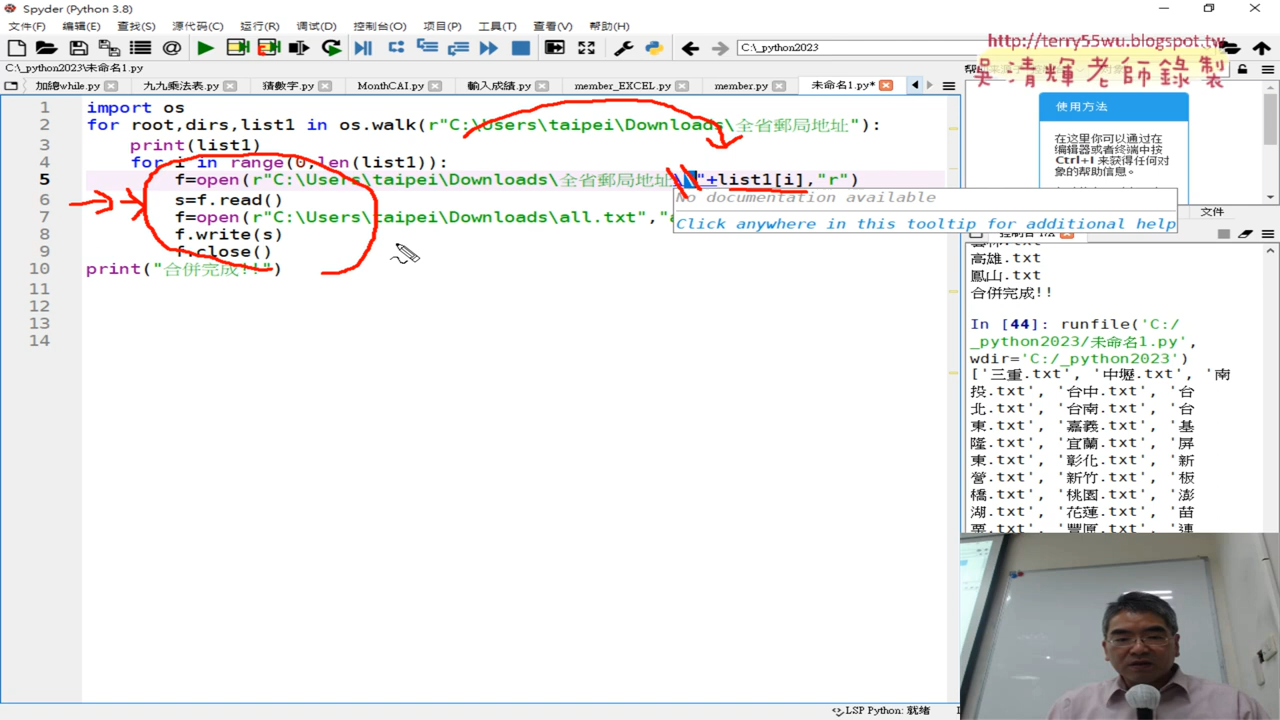 Spyder (Python 3.8)
文件(F) 编辑(E) 查找(S) 源代码(C) 运行(R) 调试(D) 控制台(O) 项目(P) 工具(T) 查看(V) 帮助(H)
C:\_python2023
http://terry55wu.blogspot.tw
吳清輝老師錄製
C:\_python2023\未命名1.py
加總while.py 九九乘法表.py 猜數字.py MonthCAl.py 輸入成績.py member_EXCEL.py member.py 未命名1.py*
1 import os
2 for root,dirs,list1 in os.walk(r"C:\Users\taipei\Downloads\全省郵局地址"):
3 print(list1)
4 for i in range(0,len(list1)):
5 f=open(r"C:\Users\taipei\Downloads\全省郵局地址\\"+list1[i],"r")
6 s=f.read()
7 f=open(r"C:\Users\taipei\Downloads\all.txt","
8 f.write(s)
9 f.close()
10 print("合併完成!!")
11
12
13
14
No documentation available
Click anywhere in this tooltip for additional help
使用方法
在这里你可以通过在
编辑器或者终端中按
Ctrl+I 来获得任何对
象的帮助信息。
文件
高雄.txt
鳳山.txt
合併完成!!
In [44]: runfile('C:/
_python2023/未命名1.py',
wdir='C:/_python2023')
['三重.txt', '中壢.txt', '南
投.txt', '台中.txt', '台
北.txt', '台南.txt', '台
東.txt', '嘉義.txt', '基
隆.txt', '宜蘭.txt', '屏
東.txt', '彰化.txt', '新
營.txt', '新竹.txt', '板
橋.txt', '桃園.txt', '澎
湖.txt', '花蓮.txt', '苗
栗.txt', '豐原.txt', '連
LSP Python: 就绪